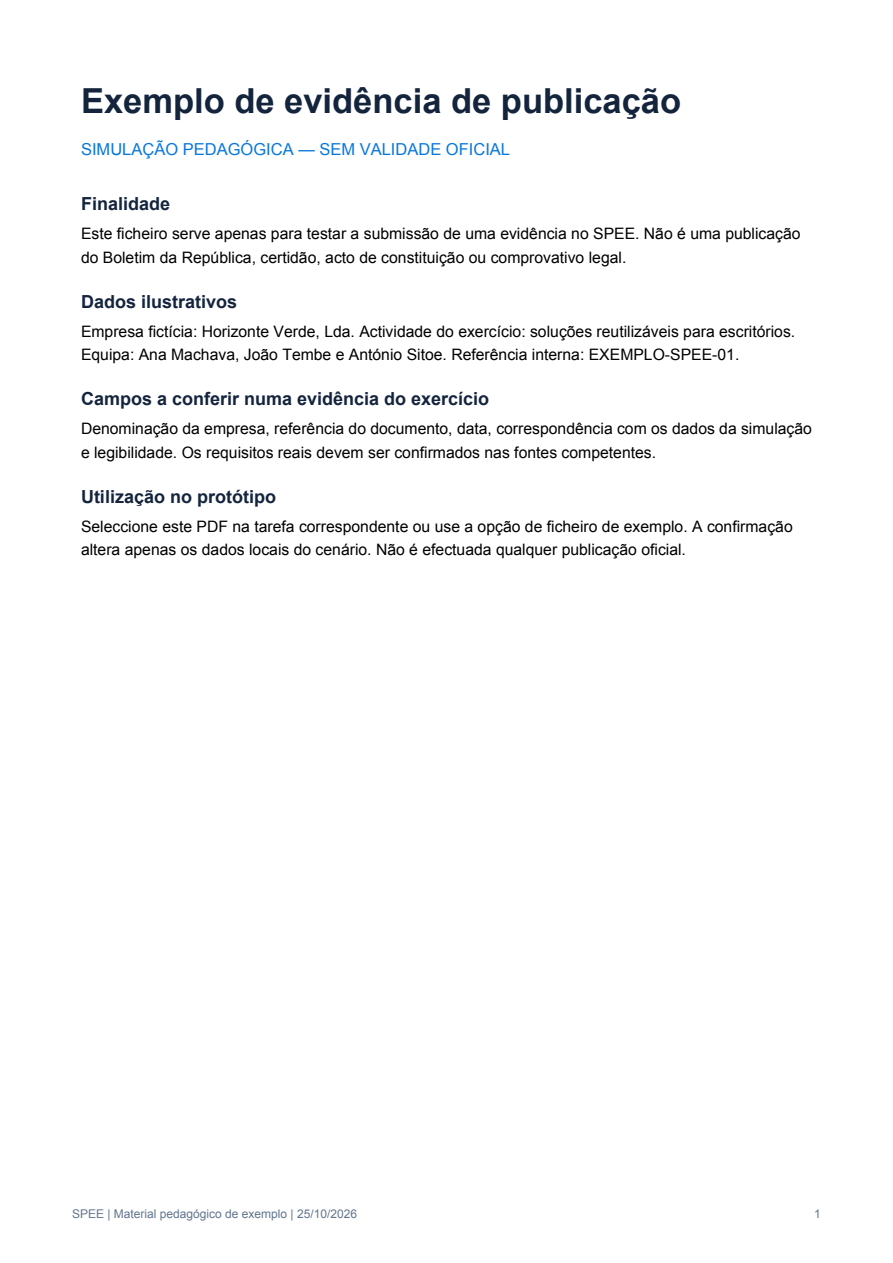 Exemplo de evidência de publicação
SIMULAÇÃO PEDAGÓGICA — SEM VALIDADE OFICIAL
Finalidade
Este ficheiro serve apenas para testar a submissão de uma evidência no SPEE. Não é uma publicação
do Boletim da República, certidão, acto de constituição ou comprovativo legal.
Dados ilustrativos
Empresa fictícia: Horizonte Verde, Lda. Actividade do exercício: soluções reutilizáveis para escritórios.
Equipa: Ana Machava, João Tembe e António Sitoe. Referência interna: EXEMPLO-SPEE-01.
Campos a conferir numa evidência do exercício
Denominação da empresa, referência do documento, data, correspondência com os dados da simulação
e legibilidade. Os requisitos reais devem ser confirmados nas fontes competentes.
Utilização no protótipo
Seleccione este PDF na tarefa correspondente ou use a opção de ficheiro de exemplo. A confirmação
altera apenas os dados locais do cenário. Não é efectuada qualquer publicação oficial.
SPEE | Material pedagógico de exemplo | 25/10/2026 1